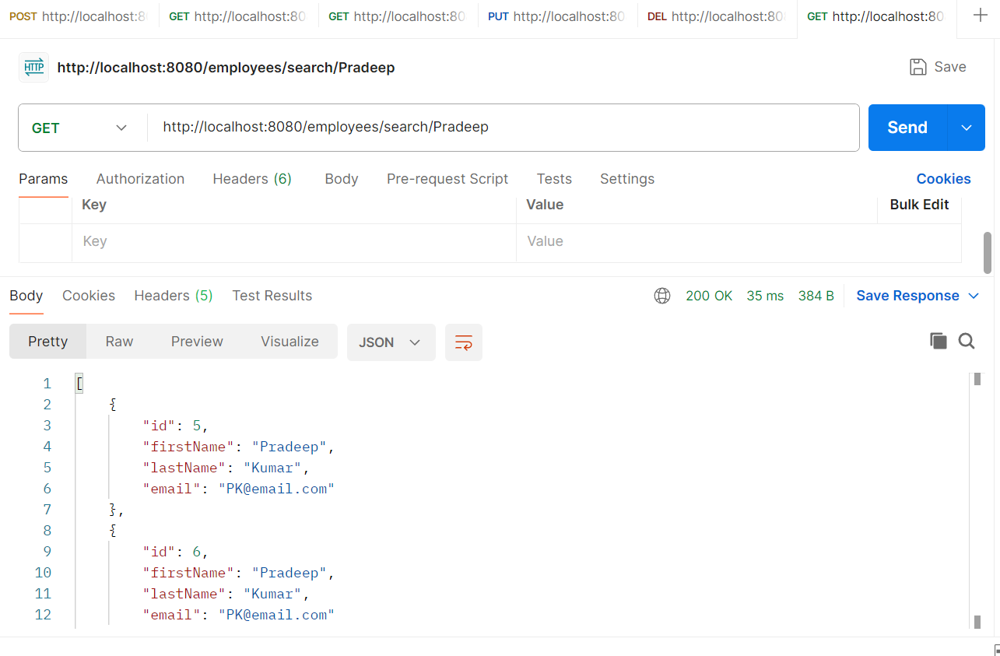 POST http://localhost:8 GET http://localhost:80 GET http://localhost:80 PUT http://localhost:80 DEL http://localhost:80 GET http://localhost:80 +
HTTP http://localhost:8080/employees/search/Pradeep Save
GET http://localhost:8080/employees/search/Pradeep Send
Params Authorization Headers (6) Body Pre-request Script Tests Settings Cookies
Key Value Bulk Edit
Key Value
Body Cookies Headers (5) Test Results 200 OK 35 ms 384 B Save Response
Pretty Raw Preview Visualize JSON
1 [
2 {
3 "id": 5,
4 "firstName": "Pradeep",
5 "lastName": "Kumar",
6 "email": "PK@email.com"
7 },
8 {
9 "id": 6,
10 "firstName": "Pradeep",
11 "lastName": "Kumar",
12 "email": "PK@email.com"